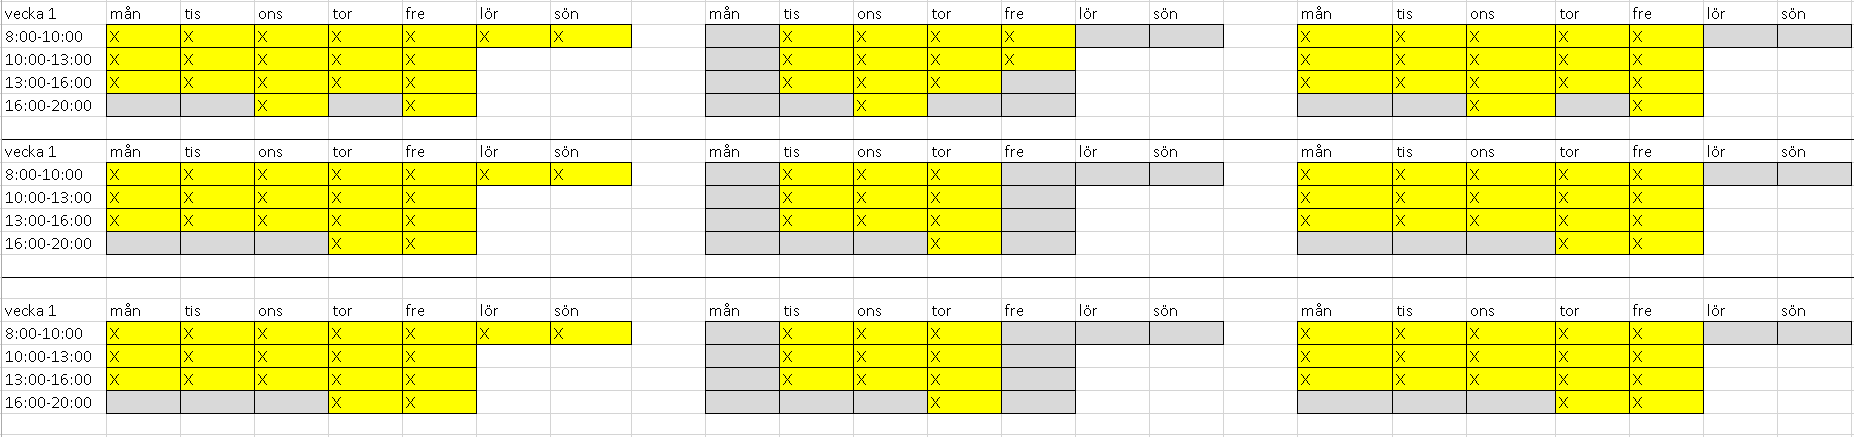 vecka 1 mån tis ons tor fre lör sön mån tis ons tor fre lör sön mån tis ons tor fre lör sön
8:00-10:00 X X X X X X X X X X X X X X X X
10:00-13:00 X X X X X X X X X X X X X X
13:00-16:00 X X X X X X X X X X X X X
16:00-20:00 X X X X X
vecka 1 mån tis ons tor fre lör sön mån tis ons tor fre lör sön mån tis ons tor fre lör sön
8:00-10:00 X X X X X X X X X X X X X X X
10:00-13:00 X X X X X X X X X X X X X
13:00-16:00 X X X X X X X X X X X X X
16:00-20:00 X X X X X
vecka 1 mån tis ons tor fre lör sön mån tis ons tor fre lör sön mån tis ons tor fre lör sön
8:00-10:00 X X X X X X X X X X X X X X X
10:00-13:00 X X X X X X X X X X X X X
13:00-16:00 X X X X X X X X X X X X X
16:00-20:00 X X X X X